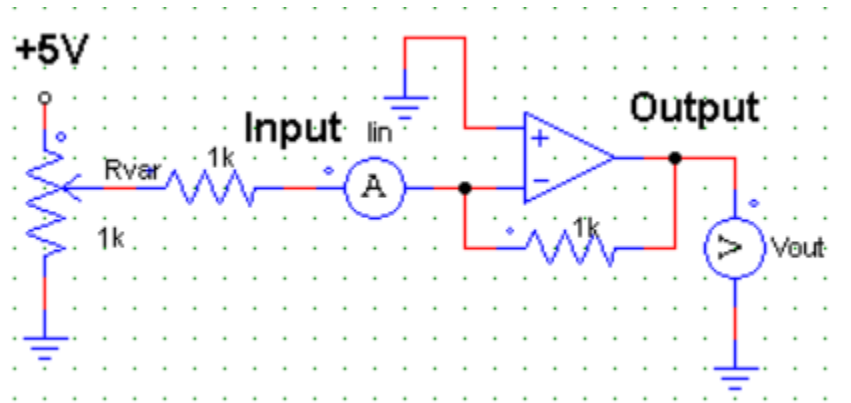 +5V
Input
Iin
Output
Rvar
1k
A
+
-
1k
1k
V
Vout